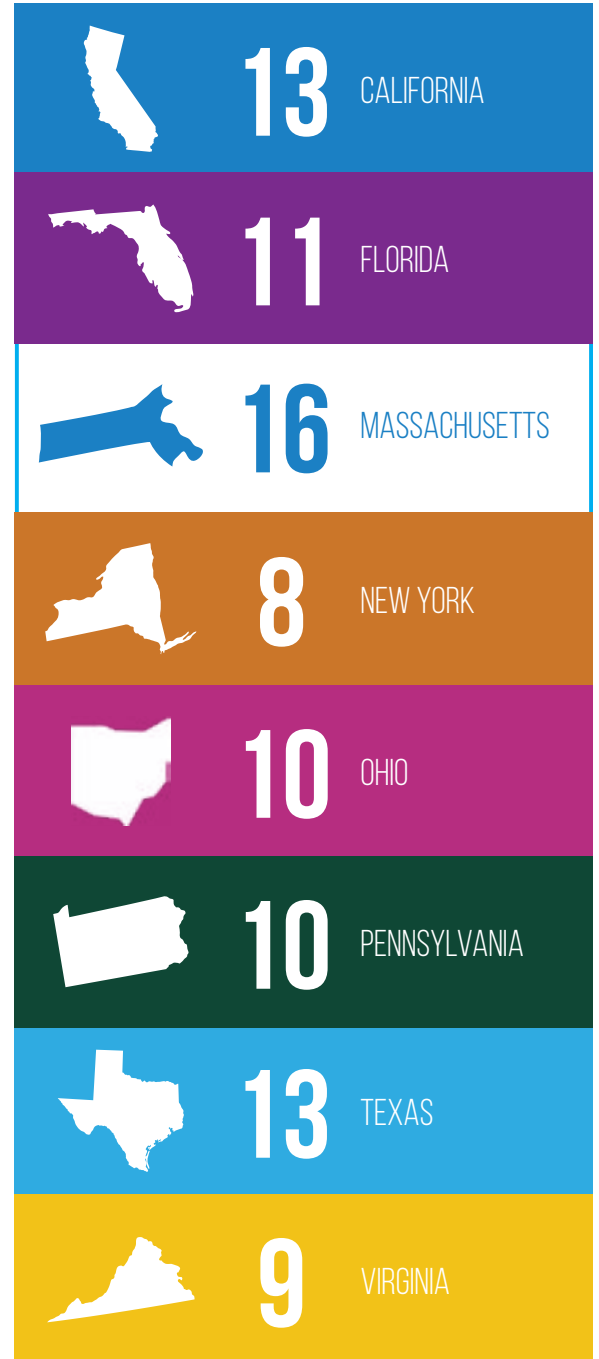 13 CALIFORNIA
11 FLORIDA
16 MASSACHUSETTS
8 NEW YORK
10 OHIO
10 PENNSYLVANIA
13 TEXAS
9 VIRGINIA